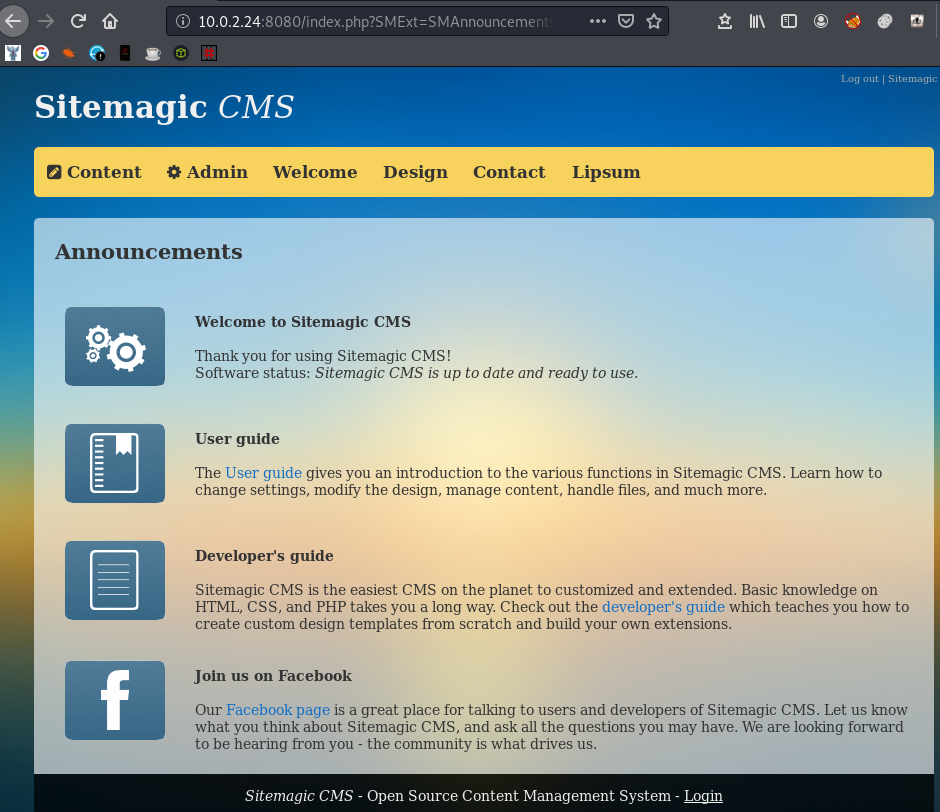 10.0.2.24:8080/index.php?SMExt=SMAnnouncements
Log out | Sitemagic
Sitemagic CMS
Content Admin Welcome Design Contact Lipsum
Announcements
Welcome to Sitemagic CMS
Thank you for using Sitemagic CMS!
Software status: Sitemagic CMS is up to date and ready to use.
User guide
The User guide gives you an introduction to the various functions in Sitemagic CMS. Learn how to
change settings, modify the design, manage content, handle files, and much more.
Developer's guide
Sitemagic CMS is the easiest CMS on the planet to customized and extended. Basic knowledge on
HTML, CSS, and PHP takes you a long way. Check out the developer's guide which teaches you how to
create custom design templates from scratch and build your own extensions.
Join us on Facebook
Our Facebook page is a great place for talking to users and developers of Sitemagic CMS. Let us know
what you think about Sitemagic CMS, and ask all the questions you may have. We are looking forward
to be hearing from you - the community is what drives us.
Sitemagic CMS - Open Source Content Management System - Login